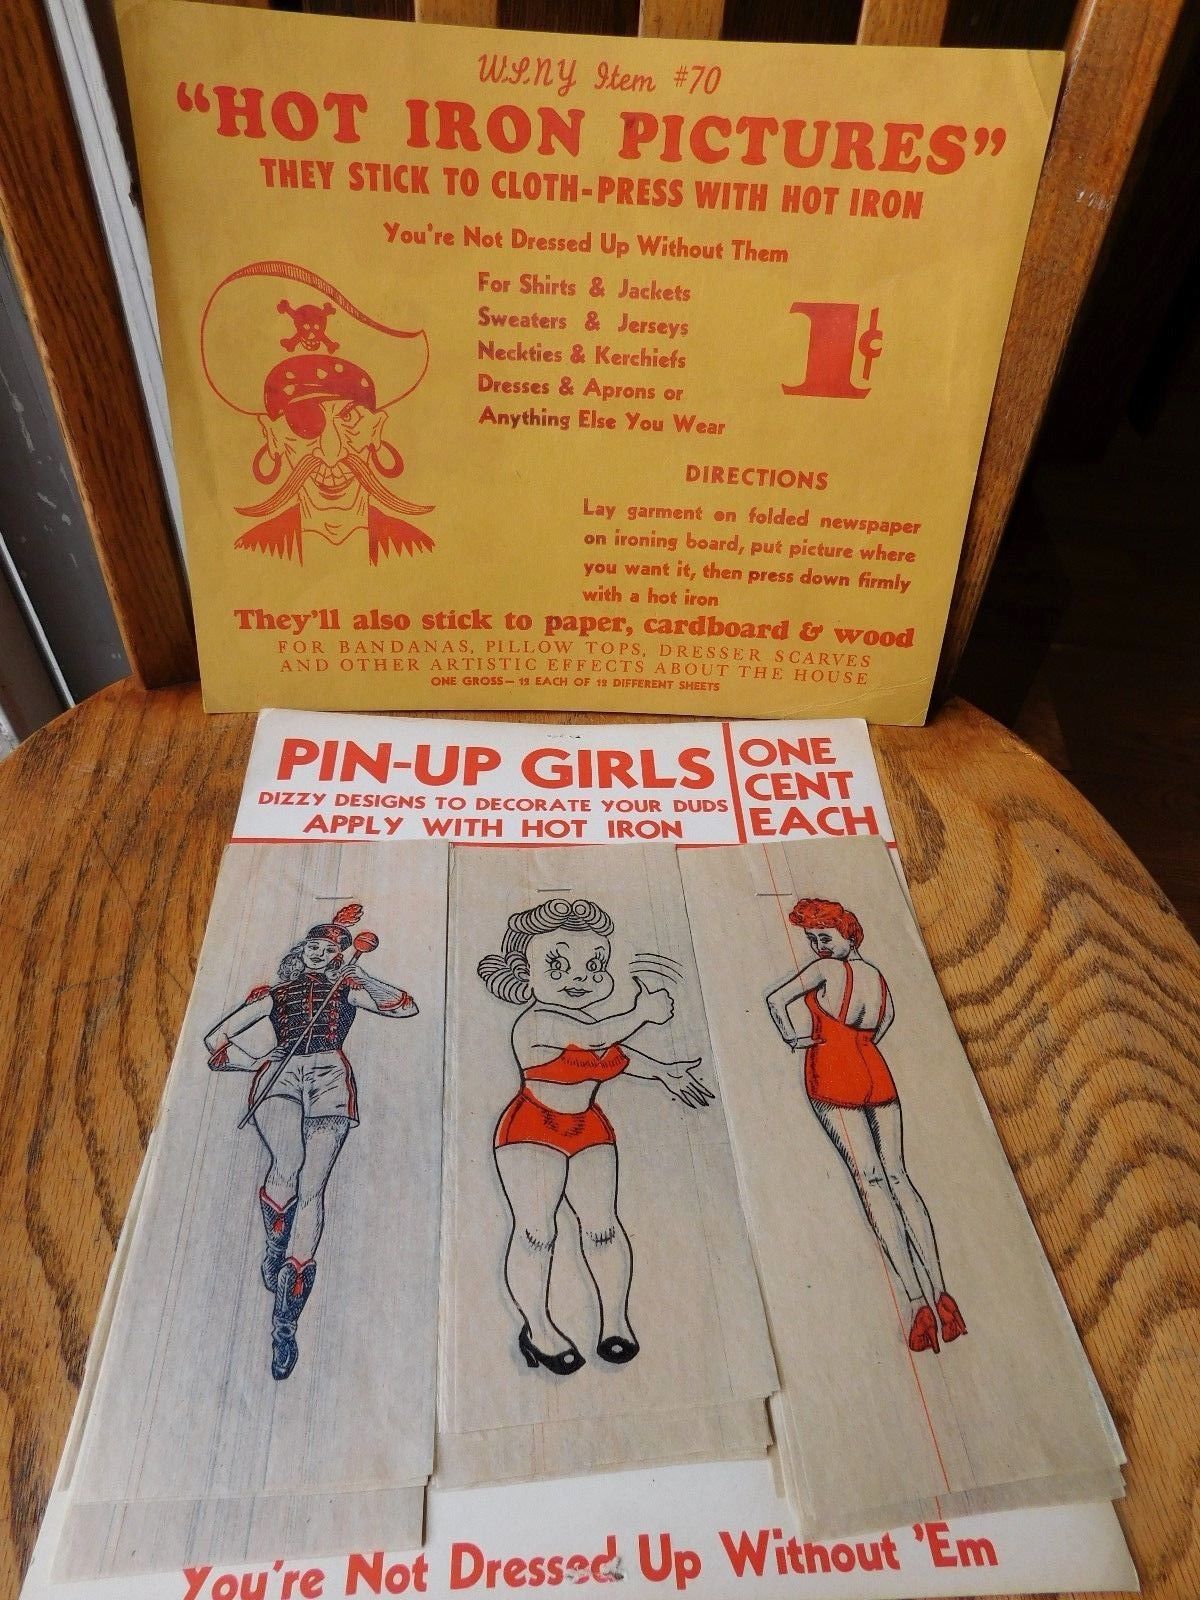 W.S.N.Y Item #70
"HOT IRON PICTURES"
THEY STICK TO CLOTH-PRESS WITH HOT IRON
You're Not Dressed Up Without Them
For Shirts & Jackets
Sweaters & Jerseys
Neckties & Kerchiefs
Dresses & Aprons or
Anything Else You Wear
1¢
DIRECTIONS
Lay garment on folded newspaper
on ironing board, put picture where
you want it, then press down firmly
with a hot iron
They'll also stick to paper, cardboard & wood
FOR BANDANAS, PILLOW TOPS, DRESSER SCARVES
AND OTHER ARTISTIC EFFECTS ABOUT THE HOUSE
ONE GROSS— 12 EACH OF 12 DIFFERENT SHEETS
PIN-UP GIRLS
DIZZY DESIGNS TO DECORATE YOUR DUDS
APPLY WITH HOT IRON
ONE
CENT
EACH
You're Not Dressed Up Without 'Em